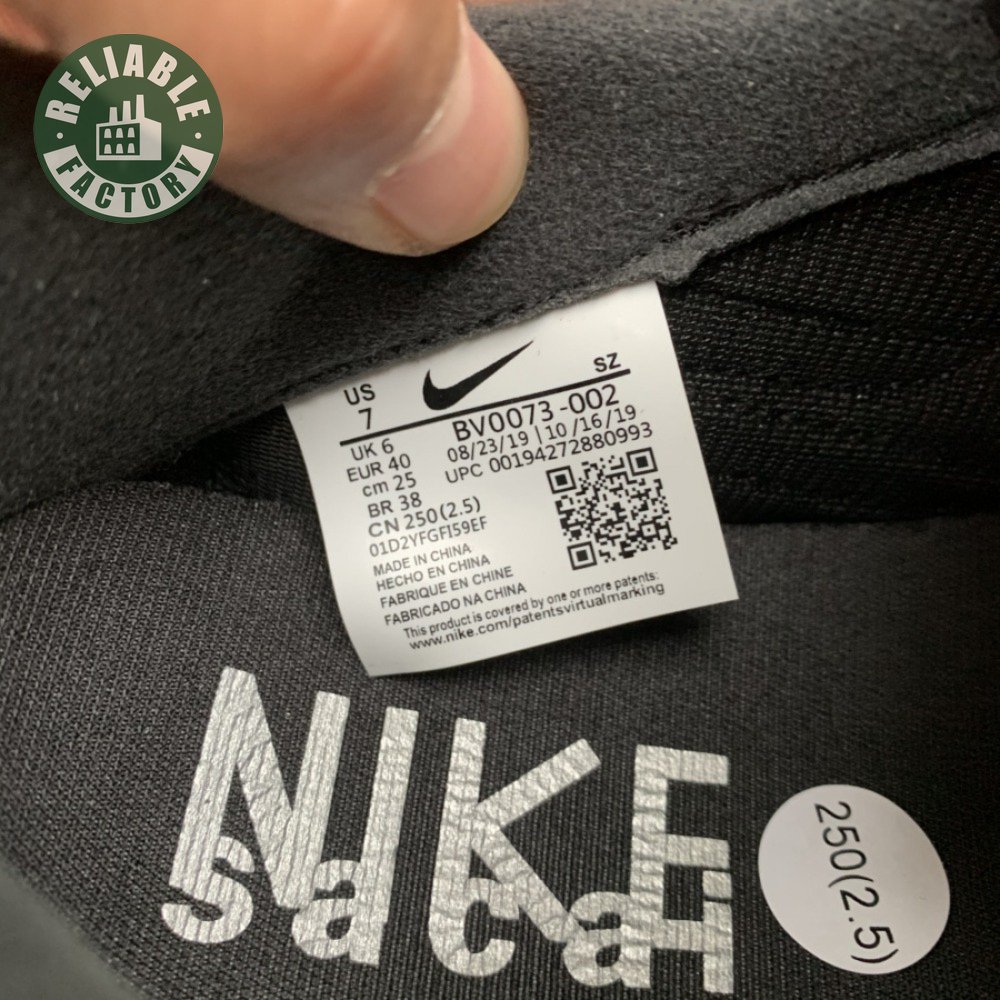 RELIABLE
FACTORY
US
7
SZ
UK 6
EUR 40
cm 25
BR 38
CN 250(2.5)
01D2YFGFI59EF
BV0073-002
08/23/19 | 10/16/19
UPC 00194272880993
MADE IN CHINA
HECHO EN CHINA
FABRIQUE EN CHINE
FABRICADO NA CHINA
This product is covered by one or more patents:
www.nike.com/patentsvirtualmarking
NIKE
sacai
250(2.5)